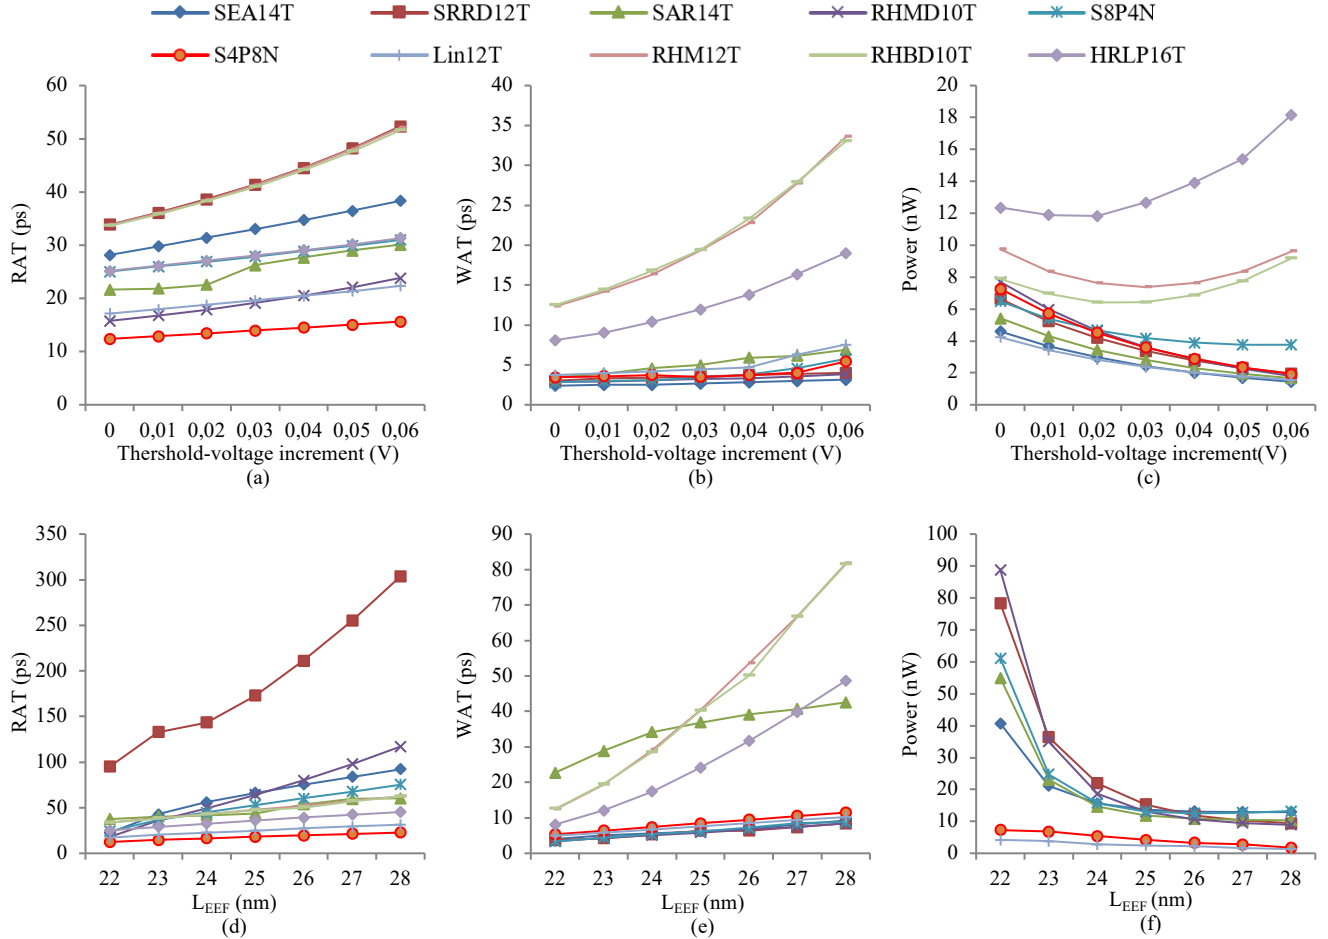 SEA14T SRRD12T SAR14T RHMD10T S8P4N
S4P8N Lin12T RHM12T RHBD10T HRLP16T
RAT (ps)
60
50
40
30
20
10
0
0 0,01 0,02 0,03 0,04 0,05 0,06
Thershold-voltage increment (V)
(a)
WAT (ps)
40
35
30
25
20
15
10
5
0
0 0,01 0,02 0,03 0,04 0,05 0,06
Thershold-voltage increment (V)
(b)
Power (nW)
20
18
16
14
12
10
8
6
4
2
0
0 0,01 0,02 0,03 0,04 0,05 0,06
Thershold-voltage increment(V)
(c)
RAT (ps)
350
300
250
200
150
100
50
0
22 23 24 25 26 27 28
LEEF (nm)
(d)
WAT (ps)
90
80
70
60
50
40
30
20
10
0
22 23 24 25 26 27 28
LEEF (nm)
(e)
Power (nW)
100
90
80
70
60
50
40
30
20
10
0
22 23 24 25 26 27 28
LEEF (nm)
(f)